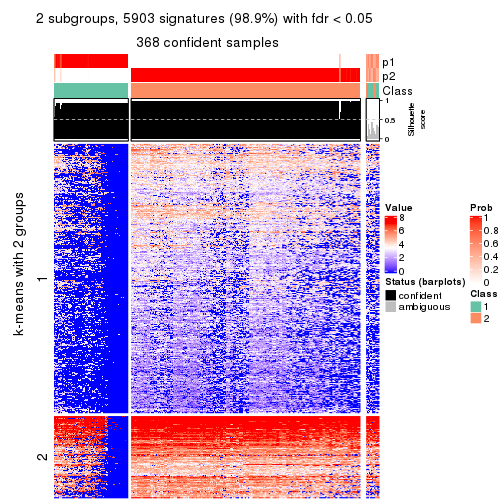 2 subgroups, 5903 signatures (98.9%) with fdr < 0.05
368 confident samples
p1
p2
Class
1
0.5
0
Silhouette
score
k-means with 2 groups
1
2
Value
8
6
4
2
0
Status (barplots)
confident
ambiguous
Prob
1
0.8
0.6
0.4
0.2
0
Class
1
2